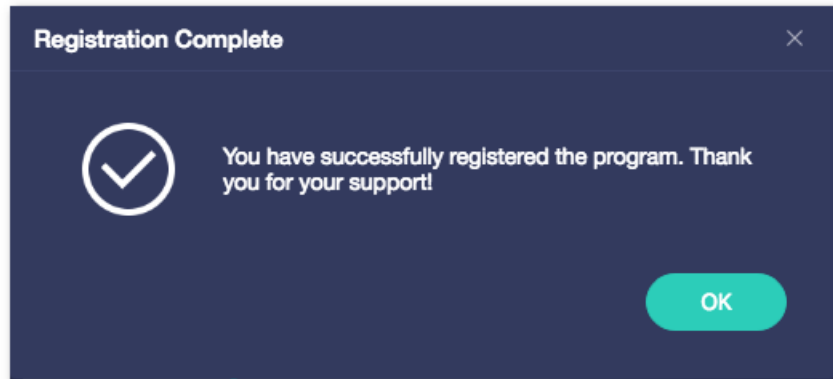 Registration Complete
You have successfully registered the program. Thank
you for your support!
OK